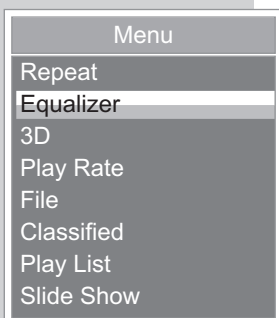 Menu
Repeat
Equalizer
3D
Play Rate
File
Classified
Play List
Slide Show